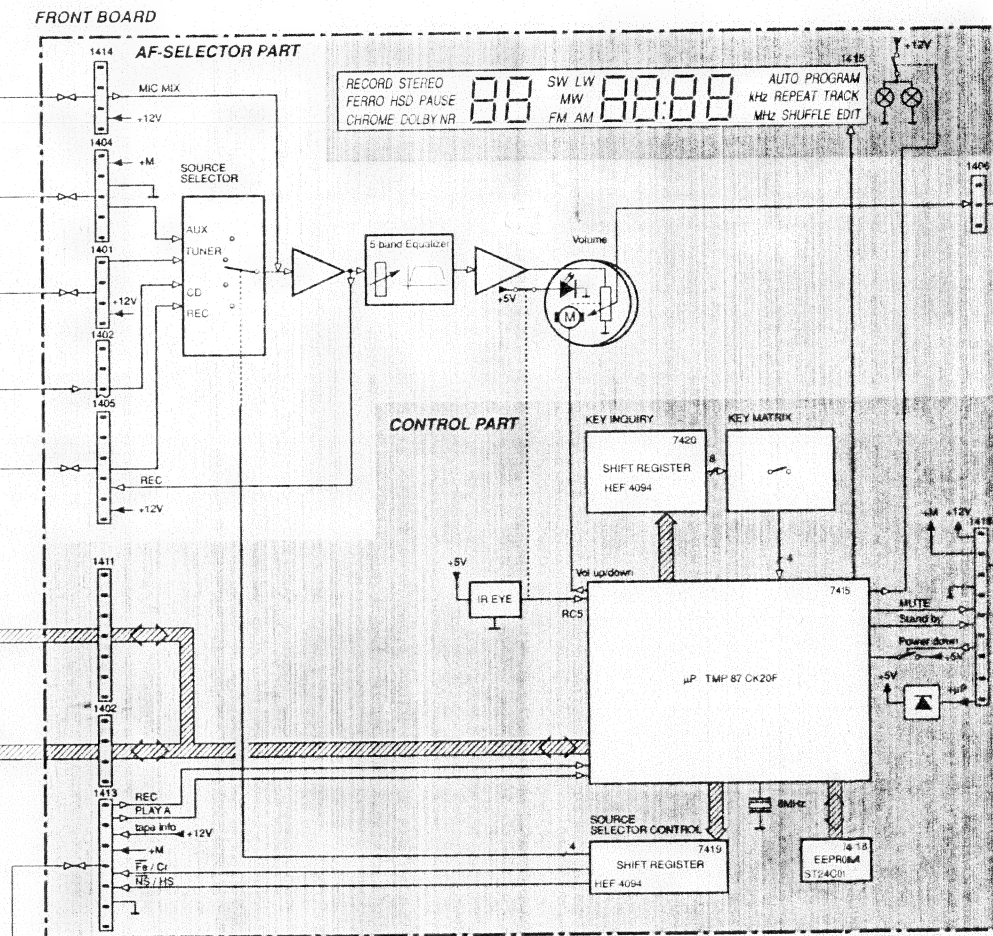 FRONT BOARD
AF-SELECTOR PART
1414
MIC MIX
+12V
1404
+M
RECORD STEREO
FERRO HSD PAUSE
CHROME DOLBY NR
SW LW
MW
FM AM
88:88
1415
AUTO PROGRAM
kHz REPEAT TRACK
MHz SHUFFLE EDIT
+12V
1406
SOURCE
SELECTOR
AUX
TUNER
CD
REC
1401
+12V
1402
1405
REC
+12V
5 band Equalizer
+5V
Volume
M
CONTROL PART
KEY INQUIRY
7420
SHIFT REGISTER
HEF 4094
8
KEY MATRIX
4
+M +12V
1411
+5V
IR EYE
Vol up/down
RC5
7415
µP TMP 87 CK20F
MUTE
Stand by
Power down
+5V
+5V
+µP
1402
1413
REC
PLAY A
tape info
+12V
+M
Fe / Cr
NS / HS
8MHz
SOURCE
SELECTOR CONTROL
4
7419
SHIFT REGISTER
HEF 4094
EEPROM
ST24C01